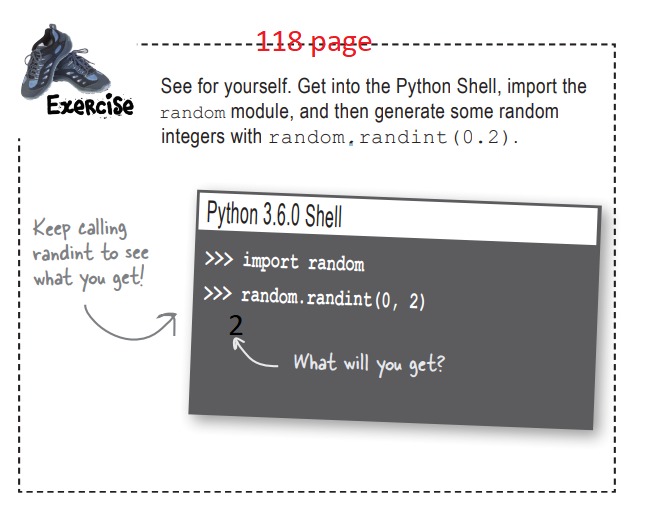 118 page
Exercise
See for yourself. Get into the Python Shell, import the
random module, and then generate some random
integers with random.randint(0.2).
Keep calling
randint to see
what you get!
Python 3.6.0 Shell
>>> import random
>>> random.randint(0, 2)
2
What will you get?